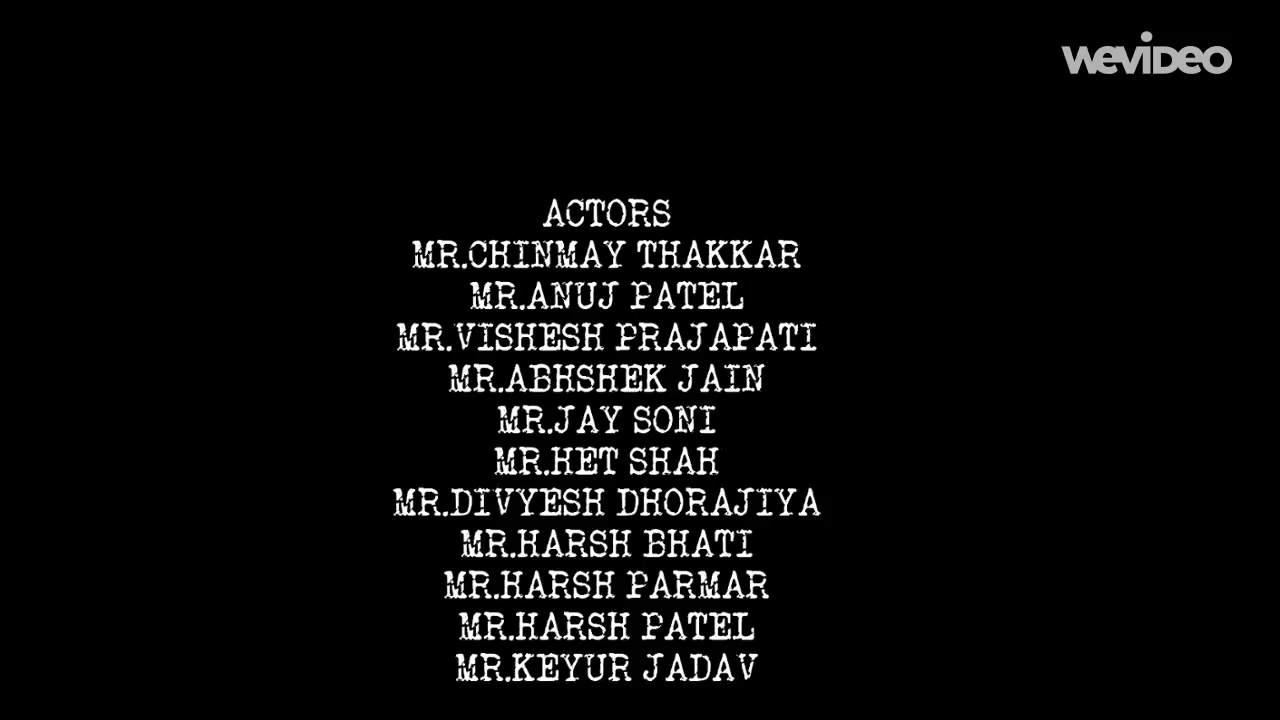 WEVIDEO
ACTORS
MR.CHINMAY THAKKAR
MR.ANUJ PATEL
MR.VISHESH PRAJAPATI
MR.ABHSHEK JAIN
MR.JAY SONI
MR.HET SHAH
MR.DIVYESH DHORAJIYA
MR.HARSH BHATI
MR.HARSH PARMAR
MR.HARSH PATEL
MR.KEYUR JADAV